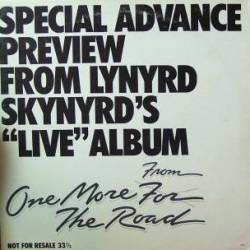 SPECIAL ADVANCE
PREVIEW
FROM LYNYRD
SKYNYRD'S
"LIVE" ALBUM
From
One More For
The Road
NOT FOR RESALE 33⅓